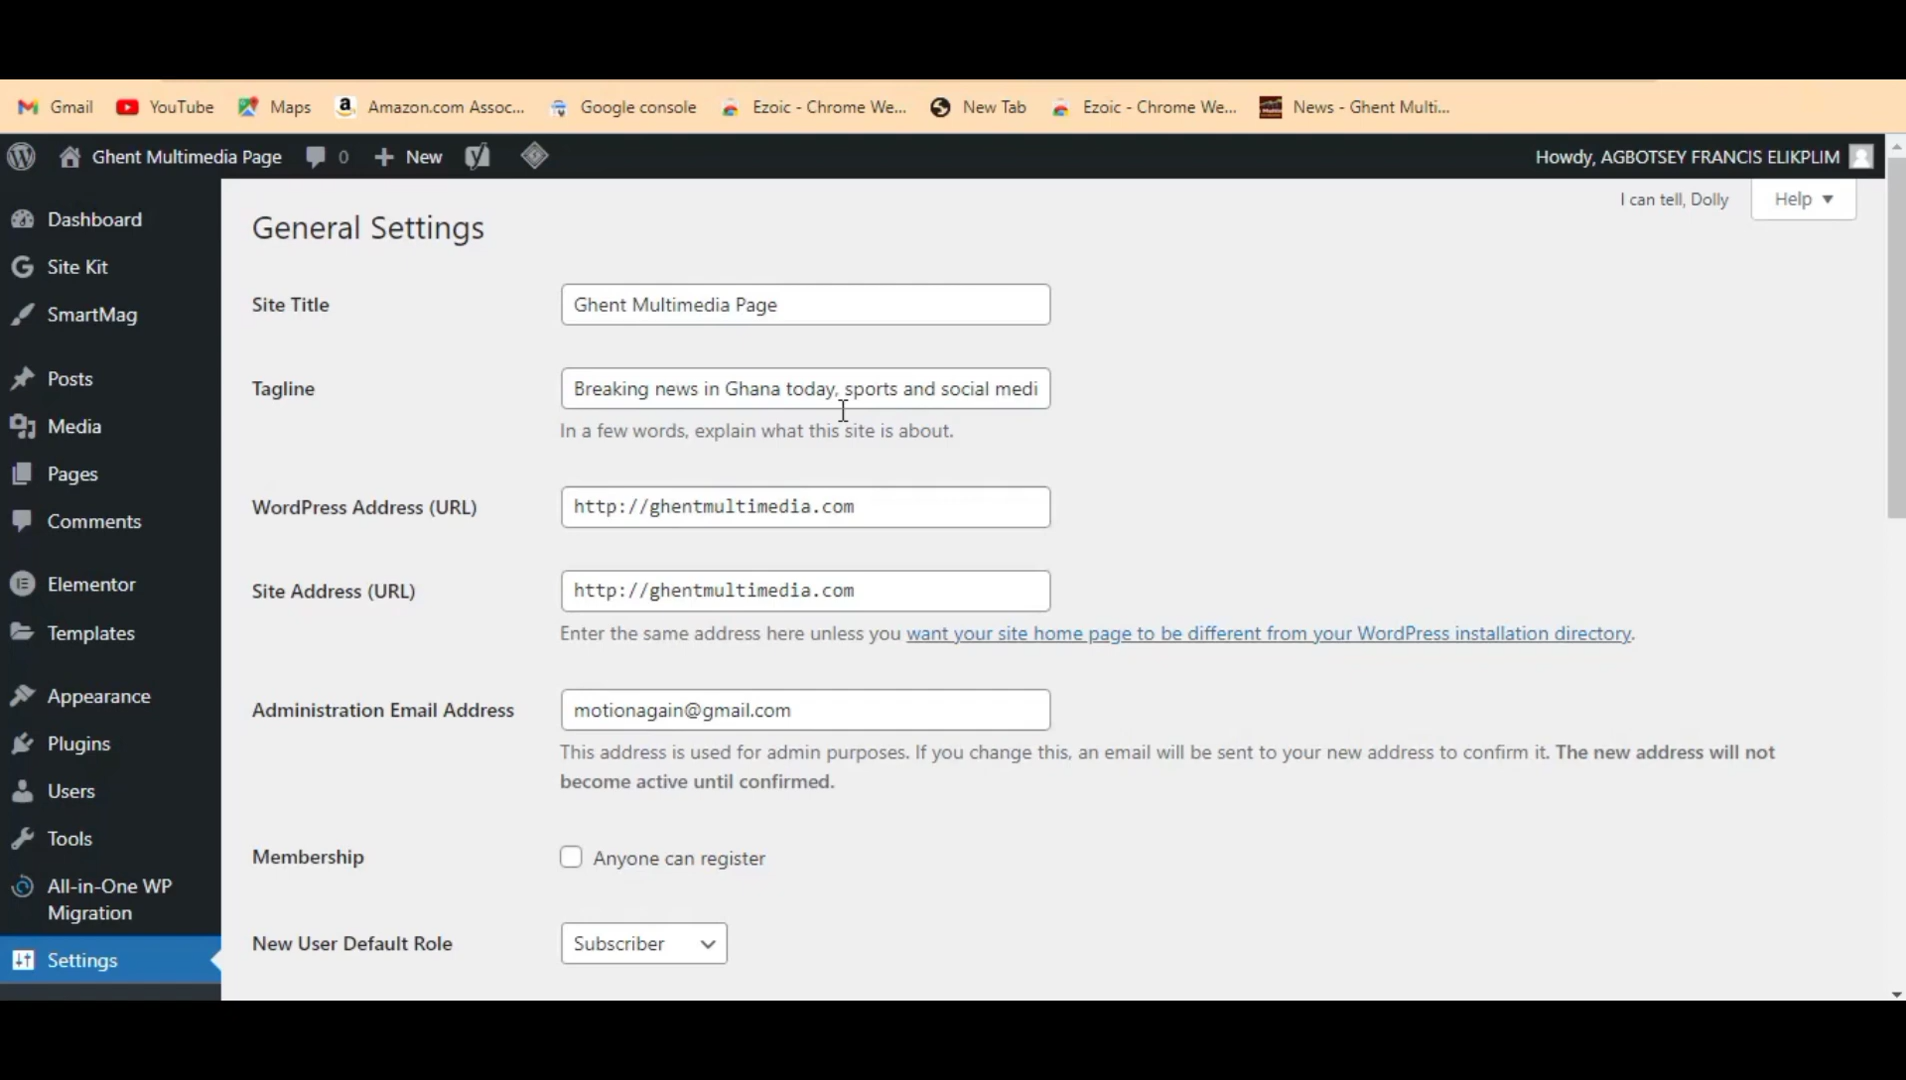 Gmail YouTube Maps Amazon.com Assoc... Google console Ezoic - Chrome We... New Tab Ezoic - Chrome We... News - Ghent Multi...
Ghent Multimedia Page 0 New Howdy, AGBOTSEY FRANCIS ELIKPLIM
I can tell, Dolly Help
Dashboard
Site Kit
SmartMag
Posts
Media
Pages
Comments
Elementor
Templates
Appearance
Plugins
Users
Tools
All-in-One WP
Migration
Settings
General Settings
Site Title Ghent Multimedia Page
Tagline Breaking news in Ghana today, sports and social medi
In a few words, explain what this site is about.
WordPress Address (URL) http://ghentmultimedia.com
Site Address (URL) http://ghentmultimedia.com
Enter the same address here unless you want your site home page to be different from your WordPress installation directory.
Administration Email Address motionagain@gmail.com
This address is used for admin purposes. If you change this, an email will be sent to your new address to confirm it. The new address will not
become active until confirmed.
Membership Anyone can register
New User Default Role Subscriber